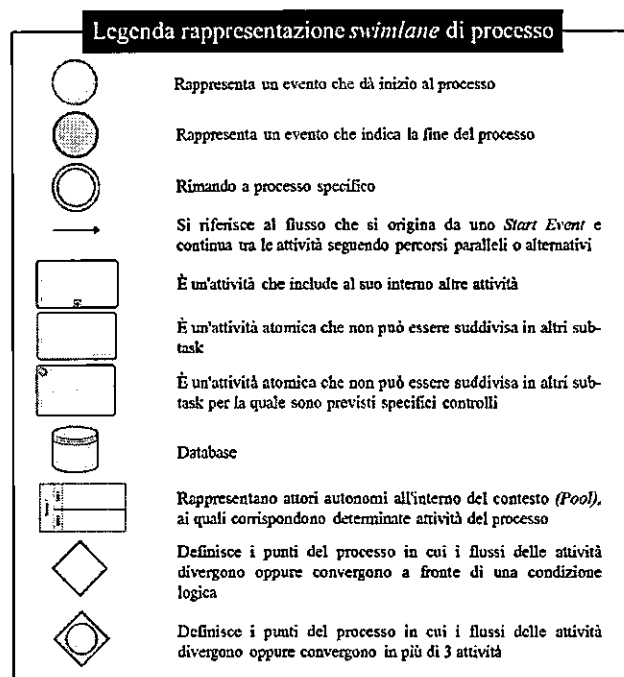 Legenda rappresentazione swimlane di processo
Rappresenta un evento che dà inizio al processo
Rappresenta un evento che indica la fine del processo
Rimando a processo specifico
Si riferisce al flusso che si origina da uno Start Event e
continua tra le attività seguendo percorsi paralleli o alternativi
È un'attività che include al suo interno altre attività
È un'attività atomica che non può essere suddivisa in altri sub-
task
È un'attività atomica che non può essere suddivisa in altri sub-
task per la quale sono previsti specifici controlli
Database
Rappresentano attori autonomi all'interno del contesto (Pool),
ai quali corrispondono determinate attività del processo
Definisce i punti del processo in cui i flussi delle attività
divergono oppure convergono a fronte di una condizione
logica
Definisce i punti del processo in cui i flussi delle attività
divergono oppure convergono in più di 3 attività